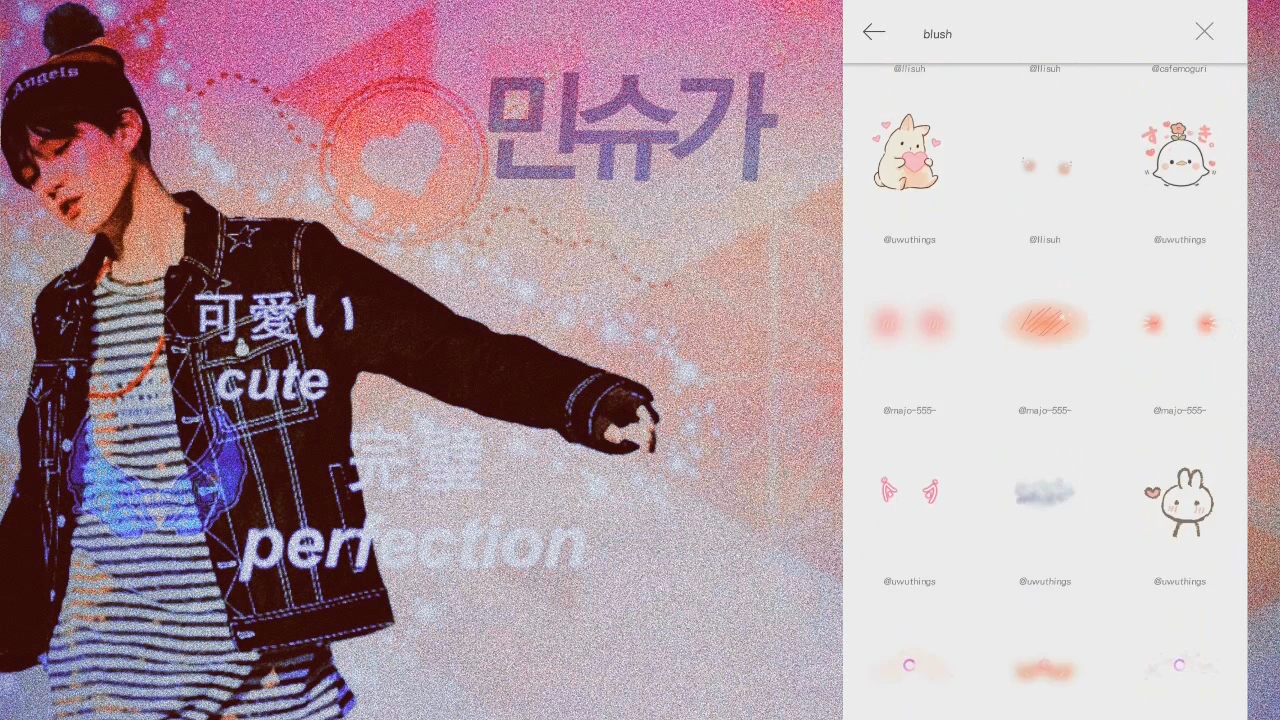 Angels
민슈가
可愛い
cute
完璧
perfection
blush
@llisuh
@llisuh
@cafemoguri
すき。
@uwuthings
@llisuh
@uwuthings
@majo-555-
@majo-555-
@majo-555-
@uwuthings
@uwuthings
@uwuthings